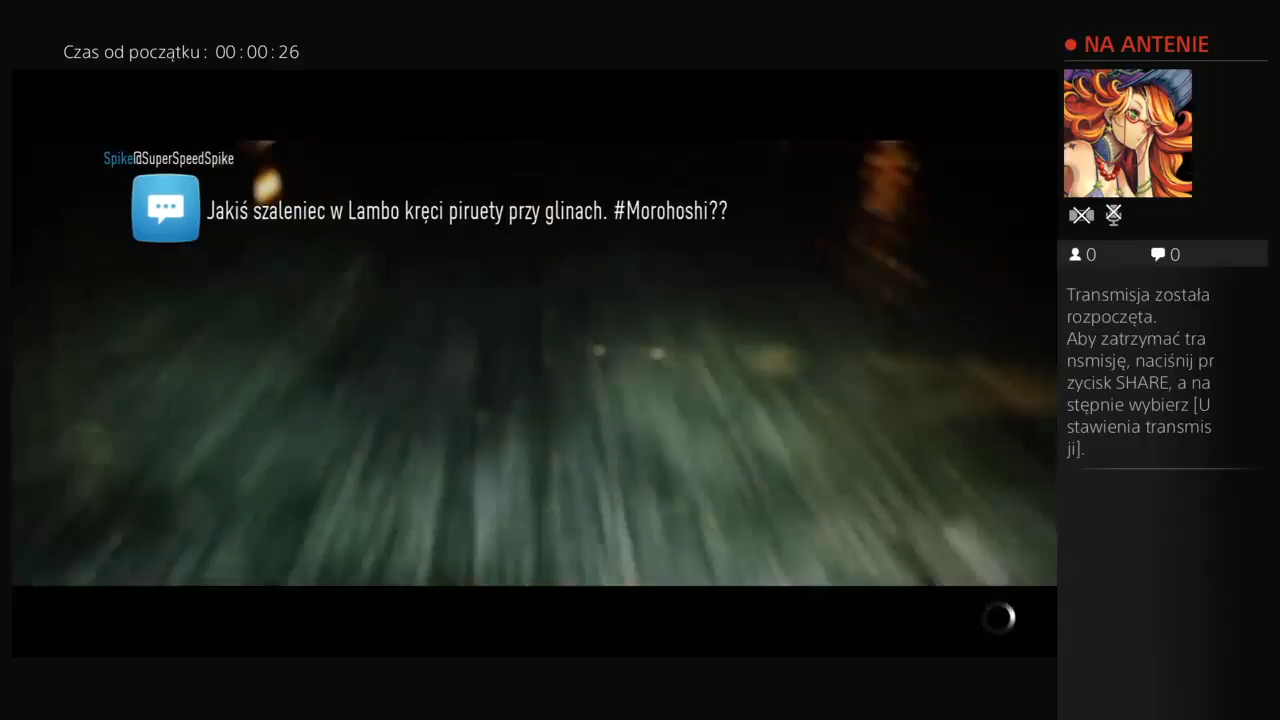 Czas od początku: 00:00:26
NA ANTENIE
Spike@SuperSpeedSpike
Jakiś szaleniec w Lambo kręci piruety przy glinach. #Morohoshi??
0 0
Transmisja została
rozpoczęta.
Aby zatrzymać tra
nsmisję, naciśnij pr
zycisk SHARE, a na
stępnie wybierz [U
stawienia transmis
ji].